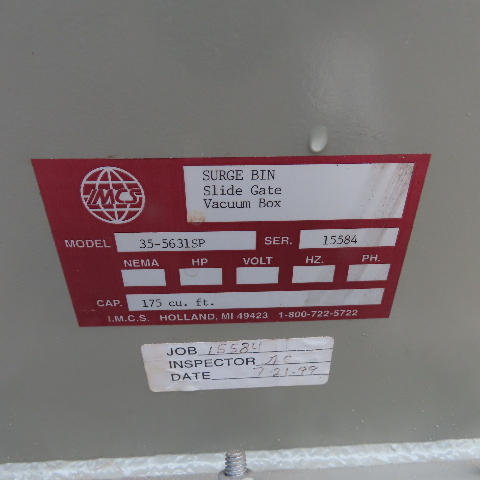 IMCS
SURGE BIN
Slide Gate
Vacuum Box
MODEL 35-5631SP SER. 15584
NEMA HP VOLT HZ. PH.
CAP. 175 cu. ft.
I.M.C.S. HOLLAND, MI 49423 1-800-722-5722
JOB 15584
INSPECTOR
DATE 7-21-99